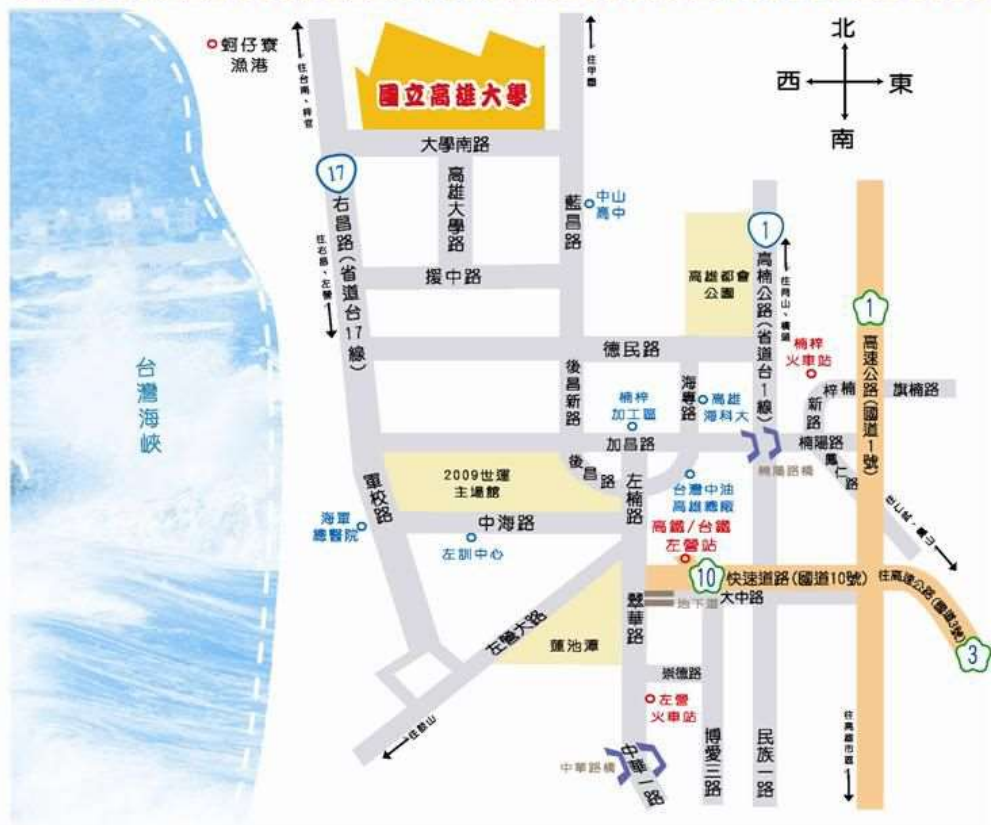 蚵仔寮
漁港
往台南、梓官
國立高雄大學
往甲圍
北
西
東
南
大學南路
17
右昌路(省道台17線)
高雄大學路
藍昌路
中山
高中
1
高楠公路(省道台1線)
往岡山、橋頭
往右昌、左營
援中路
高雄都會
公園
1
高速公路(國道1號)
德民路
楠梓
火車站
台灣海峽
後昌新路
楠梓
加工區
海專路
高雄
海科大
梓楠
新路
旗楠路
加昌路
楠陽路
楠陽路橋
鳳仁路
2009世運
主場館
後昌路
左楠路
台灣中油
高雄總廠
軍校路
海軍
總醫院
中海路
左訓中心
高鐵/台鐵
左營站
10
快速道路(國道10號)
往高速公路(國道3號)
3
大中路
地下道
翠華路
左營大路
蓮池潭
崇德路
左營
火車站
往鼓山
中華路橋
中華一路
博愛三路
民族一路
往高雄市區